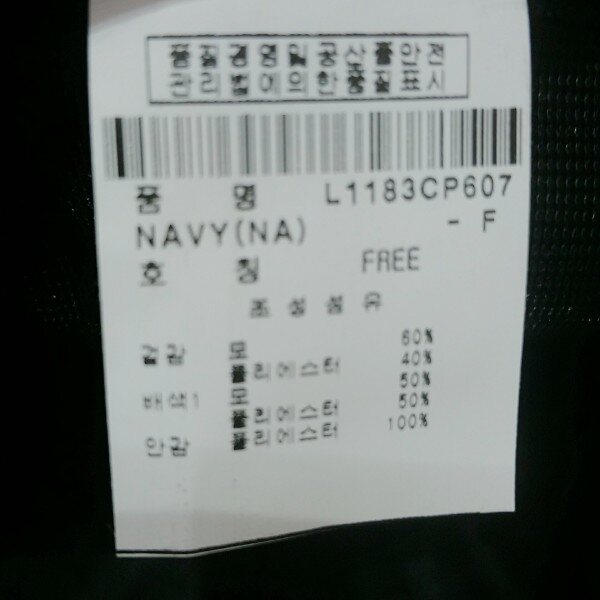 품질경영및공산품안전
관리법에의한품질표시
품 명 L1183CP607
NAVY(NA) - F
호 칭 FREE
조 성 섬 유
겉감 모 60%
폴리에스터 40%
배색1 모 50%
폴리에스터 50%
안감 폴리에스터 100%